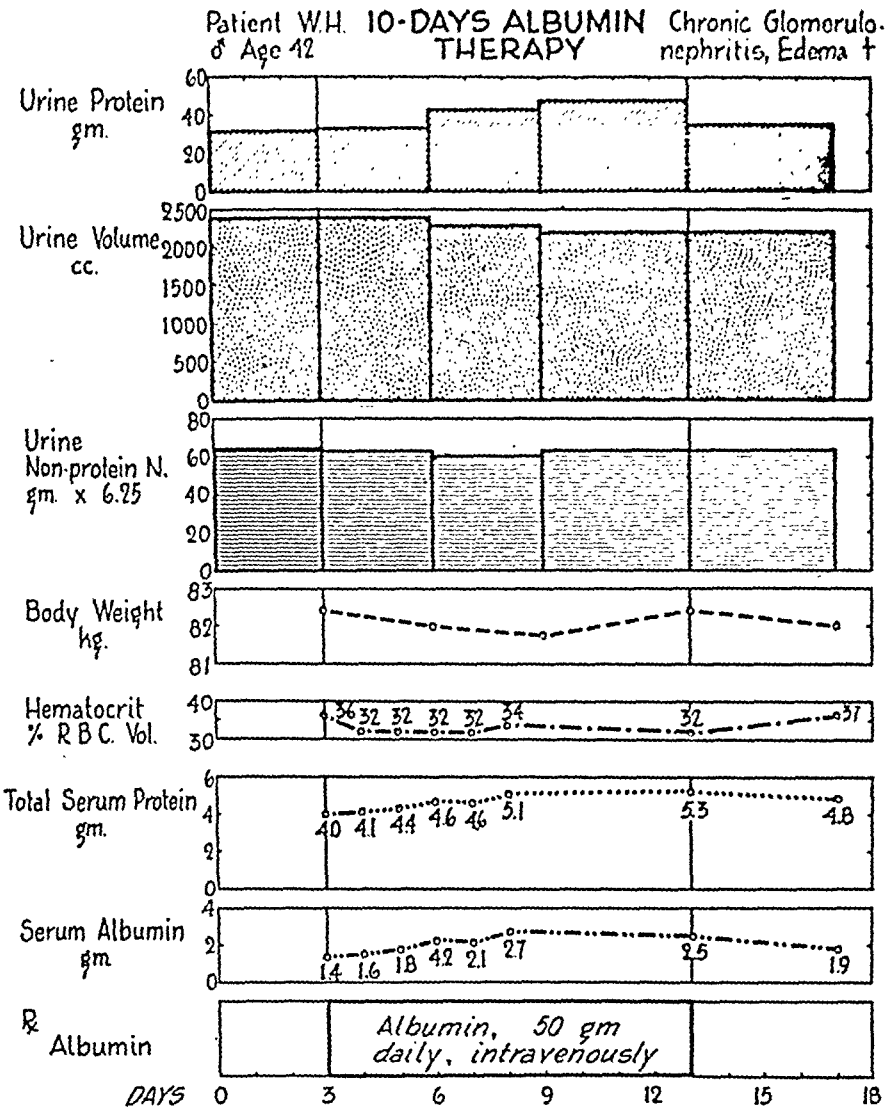 Patient W.H. 10-DAYS ALBUMIN Chronic Glomerulo-
♂ Age 42 THERAPY nephritis, Edema †
Urine Protein
gm.
60
40
20
0
Urine Volume
cc.
2500
2000
1500
1000
500
0
Urine
Non-protein N.
gm. x 6.25
80
60
40
20
0
Body Weight
kg.
83
82
81
Hematocrit
% R B C. Vol.
40
30
36 32 32 32 32 34 32 37
Total Serum Protein
gm.
6
4
2
0
4.0 4.1 4.4 4.6 4.6 5.1 5.3 4.8
Serum Albumin
gm
4
2
0
1.4 1.6 1.8 4.2 2.1 2.7 2.5 1.9
℞
Albumin
Albumin, 50 gm
daily, intravenously
DAYS 0 3 6 9 12 15 18